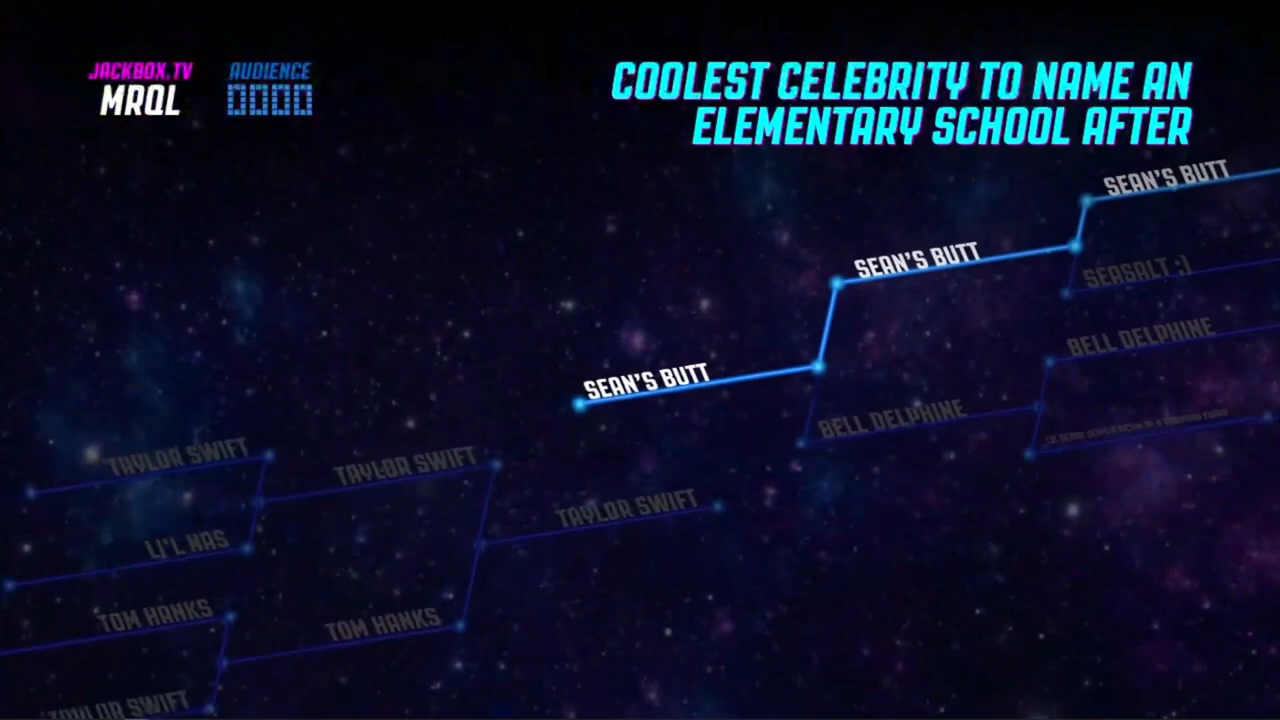 JACKBOX.TV
MRQL
AUDIENCE
0000
COOLEST CELEBRITY TO NAME AN
ELEMENTARY SCHOOL AFTER
SEAN'S BUTT
SEAN'S BUTT
SEASALT ;)
BELL DELPHINE
SEAN'S BUTT
BELL DELPHINE
TAYLOR SWIFT
TAYLOR SWIFT
TAYLOR SWIFT
LI'L NAS
TOM HANKS
TOM HANKS
TAYLOR SWIFT